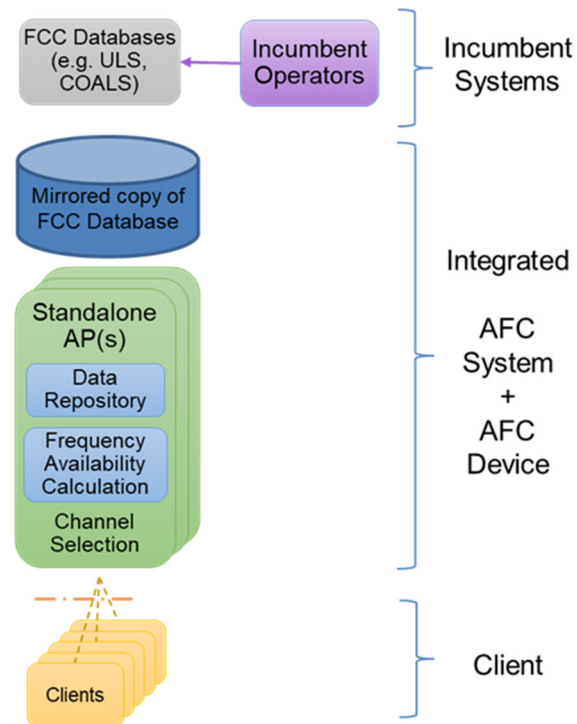 FCC Databases
(e.g. ULS,
COALS)
Incumbent
Operators
Incumbent
Systems
Mirrored copy of
FCC Database
Standalone
AP(s)
Data
Repository
Frequency
Availability
Calculation
Channel
Selection
Integrated
AFC
System
+
AFC
Device
Clients
Client